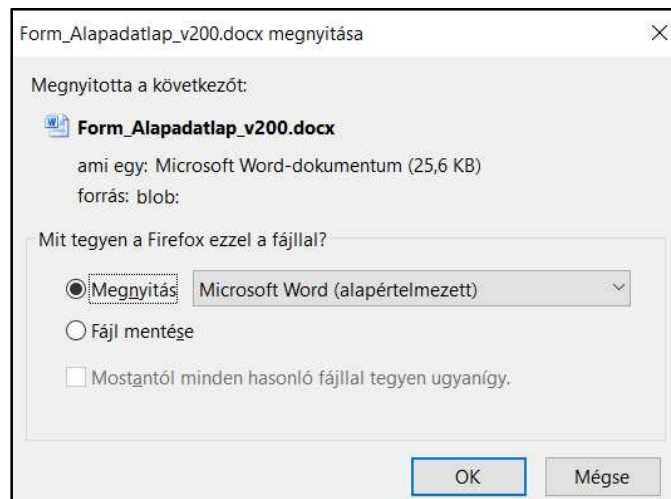 Form_Alapadatlap_v200.docx megnyitása
Megnyitotta a következőt:
Form_Alapadatlap_v200.docx
ami egy: Microsoft Word-dokumentum (25,6 KB)
forrás: blob:
Mit tegyen a Firefox ezzel a fájllal?
Megnyitás Microsoft Word (alapértelmezett)
Fájl mentése
Mostantól minden hasonló fájllal tegyen ugyanígy.
OK Mégse